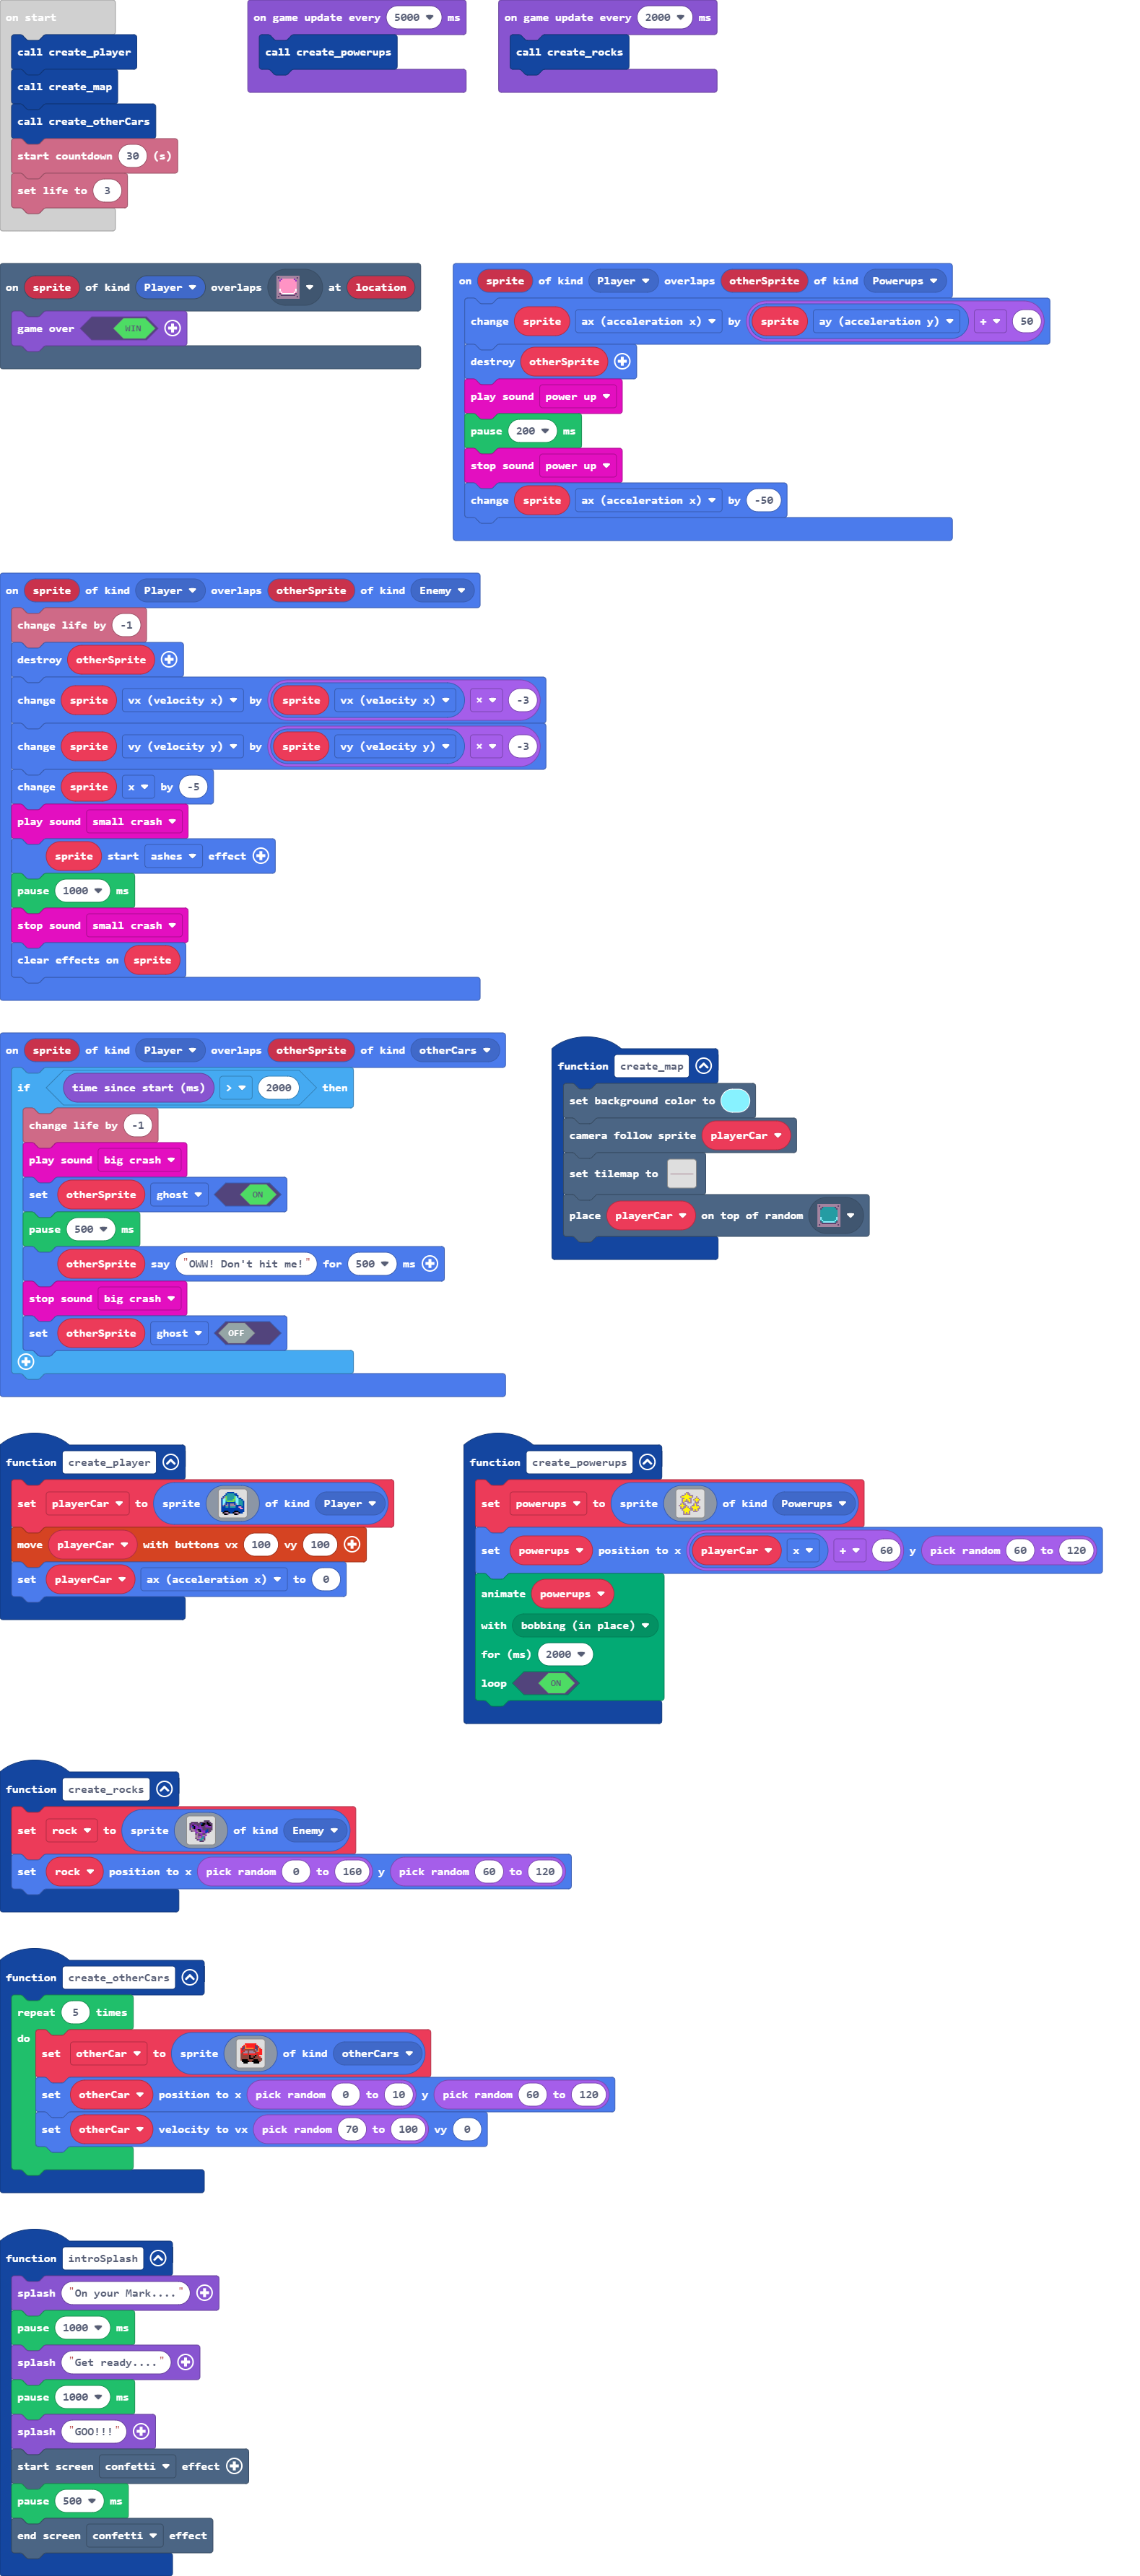 on start
call create_player
call create_map
call create_otherCars
start countdown 30 (s)
set life to 3
on game update every 5000 ms
call create_powerups
on game update every 2000 ms
call create_rocks
on sprite of kind Player overlaps at location
game over WIN
on sprite of kind Player overlaps otherSprite of kind Powerups
change sprite ax (acceleration x) by sprite ay (acceleration y) + 50
destroy otherSprite
play sound power up
pause 200 ms
stop sound power up
change sprite ax (acceleration x) by -50
on sprite of kind Player overlaps otherSprite of kind Enemy
change life by -1
destroy otherSprite
change sprite vx (velocity x) by sprite vx (velocity x) × -3
change sprite vy (velocity y) by sprite vy (velocity y) × -3
change sprite x by -5
play sound small crash
sprite start ashes effect
pause 1000 ms
stop sound small crash
clear effects on sprite
on sprite of kind Player overlaps otherSprite of kind otherCars
if time since start (ms) > 2000 then
change life by -1
play sound big crash
set otherSprite ghost ON
pause 500 ms
otherSprite say "OWW! Don't hit me!" for 500 ms
stop sound big crash
set otherSprite ghost OFF
function create_map
set background color to
camera follow sprite playerCar
set tilemap to
place playerCar on top of random
function create_player
set playerCar to sprite of kind Player
move playerCar with buttons vx 100 vy 100
set playerCar ax (acceleration x) to 0
function create_powerups
set powerups to sprite of kind Powerups
set powerups position to x playerCar x + 60 y pick random 60 to 120
animate powerups
with bobbing (in place)
for (ms) 2000
loop ON
function create_rocks
set rock to sprite of kind Enemy
set rock position to x pick random 0 to 160 y pick random 60 to 120
function create_otherCars
repeat 5 times
do
set otherCar to sprite of kind otherCars
set otherCar position to x pick random 0 to 10 y pick random 60 to 120
set otherCar velocity to vx pick random 70 to 100 vy 0
function introSplash
splash "On your Mark...."
pause 1000 ms
splash "Get ready...."
pause 1000 ms
splash "GOO!!!"
start screen confetti effect
pause 500 ms
end screen confetti effect